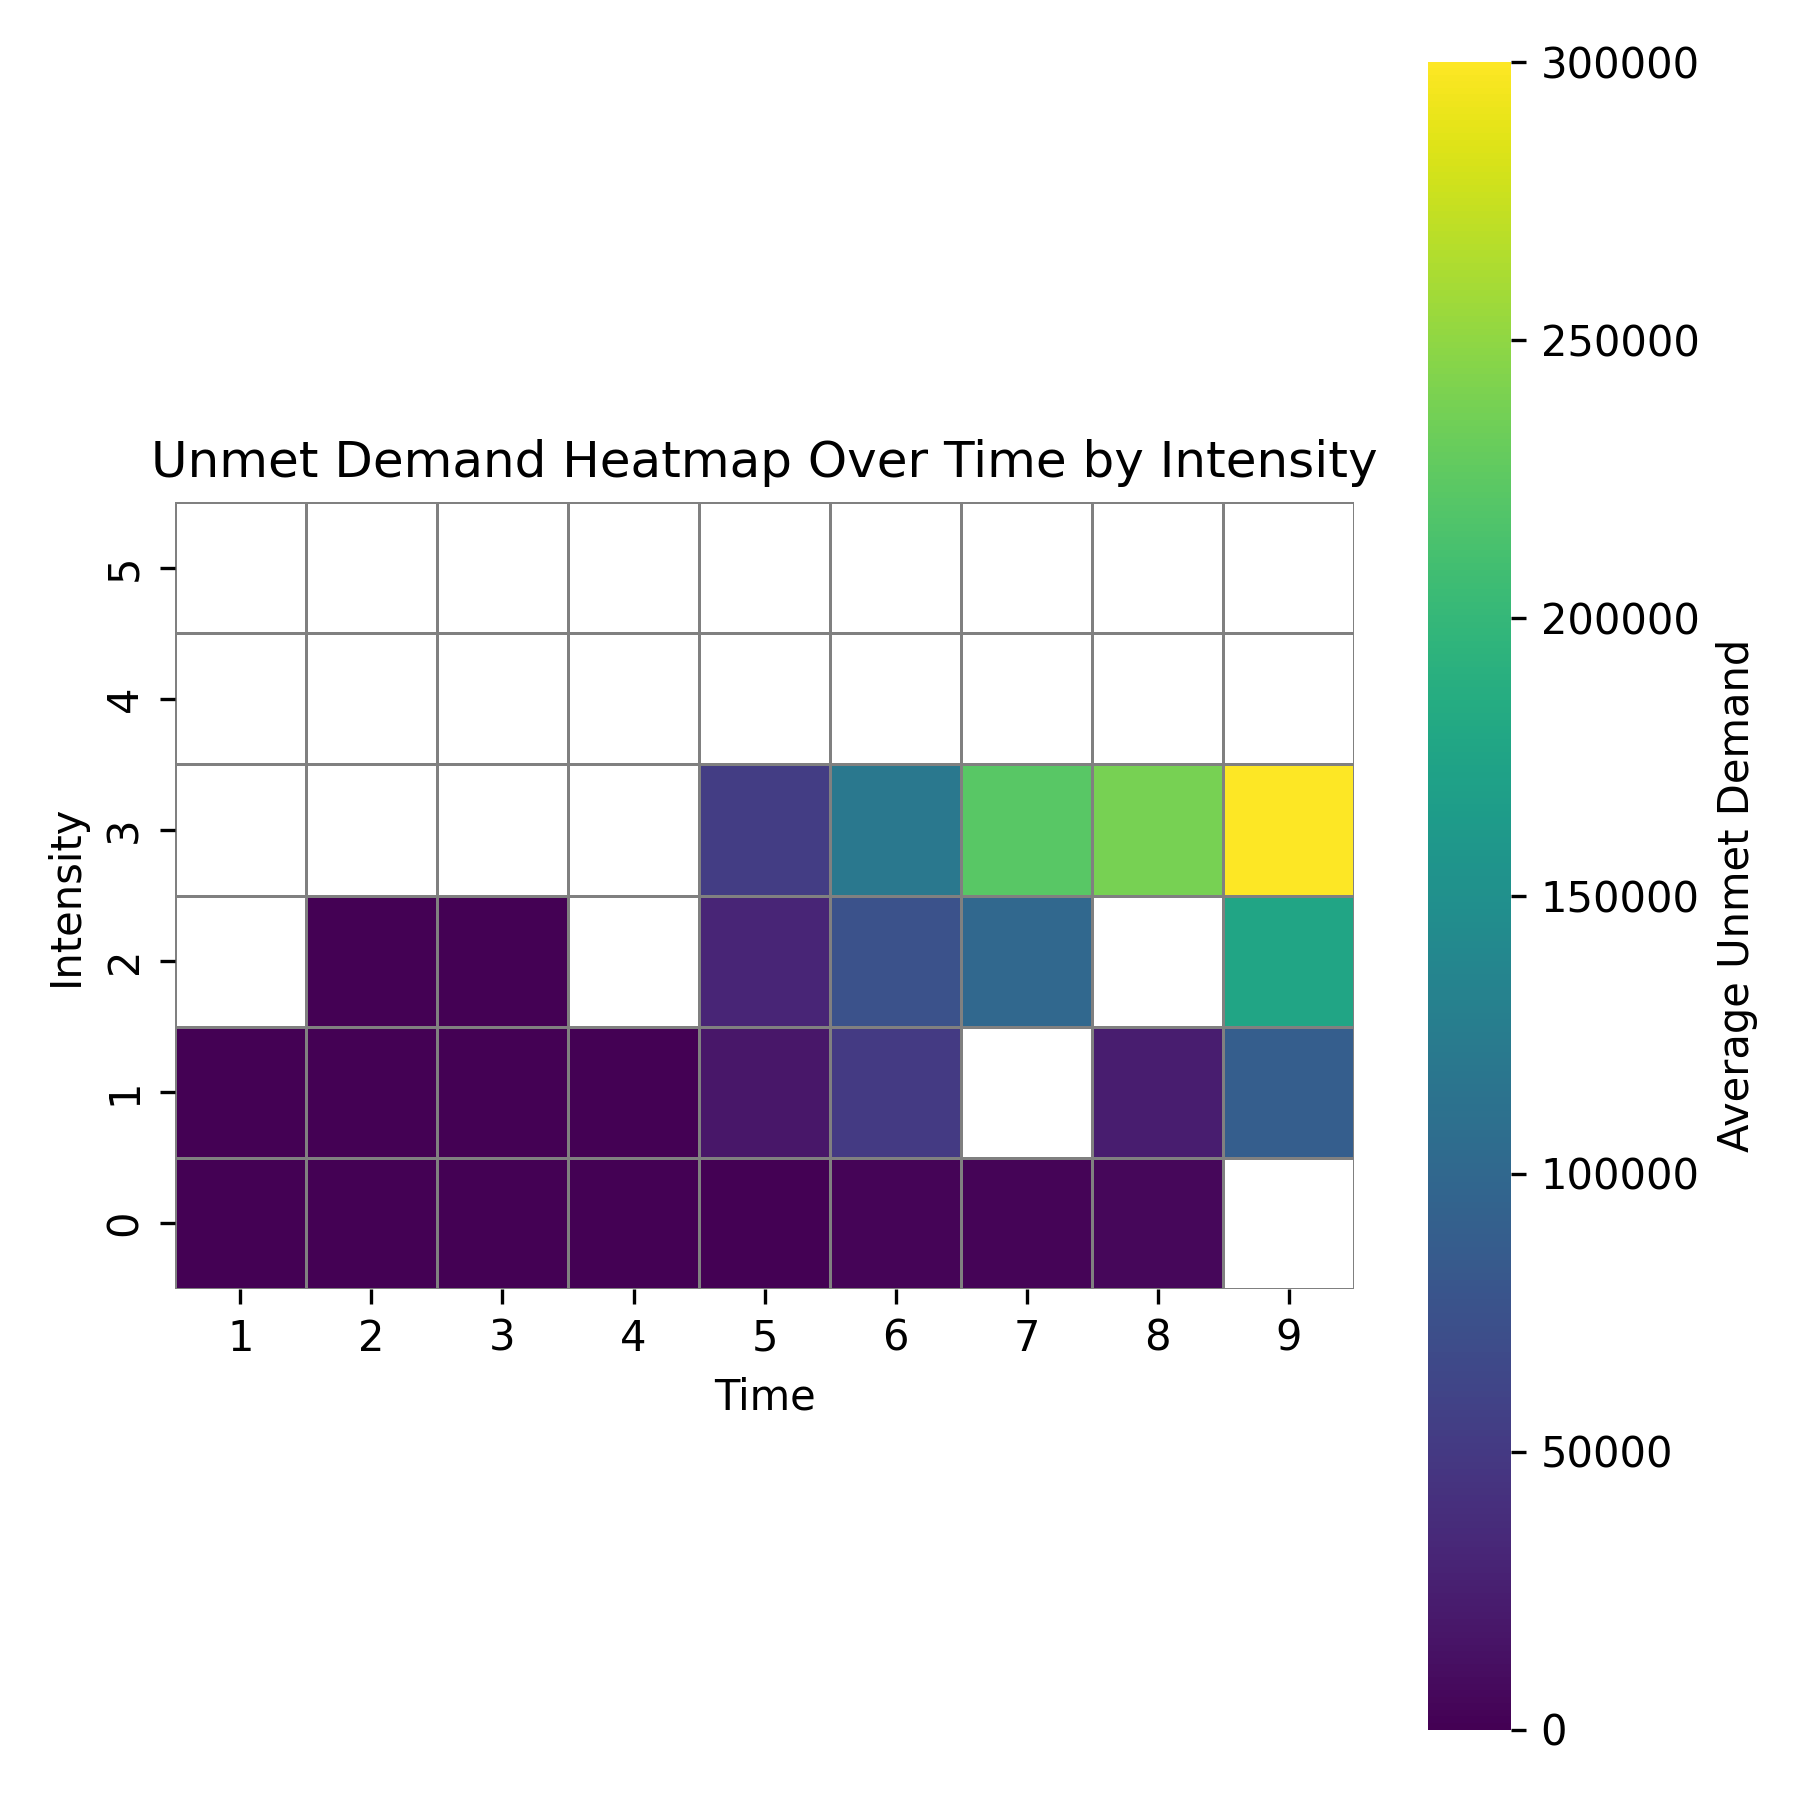 Unmet Demand Heatmap Over Time by Intensity
Intensity
5
4
3
2
1
0
1 2 3 4 5 6 7 8 9
Time
300000
250000
200000
150000
100000
50000
0
Average Unmet Demand